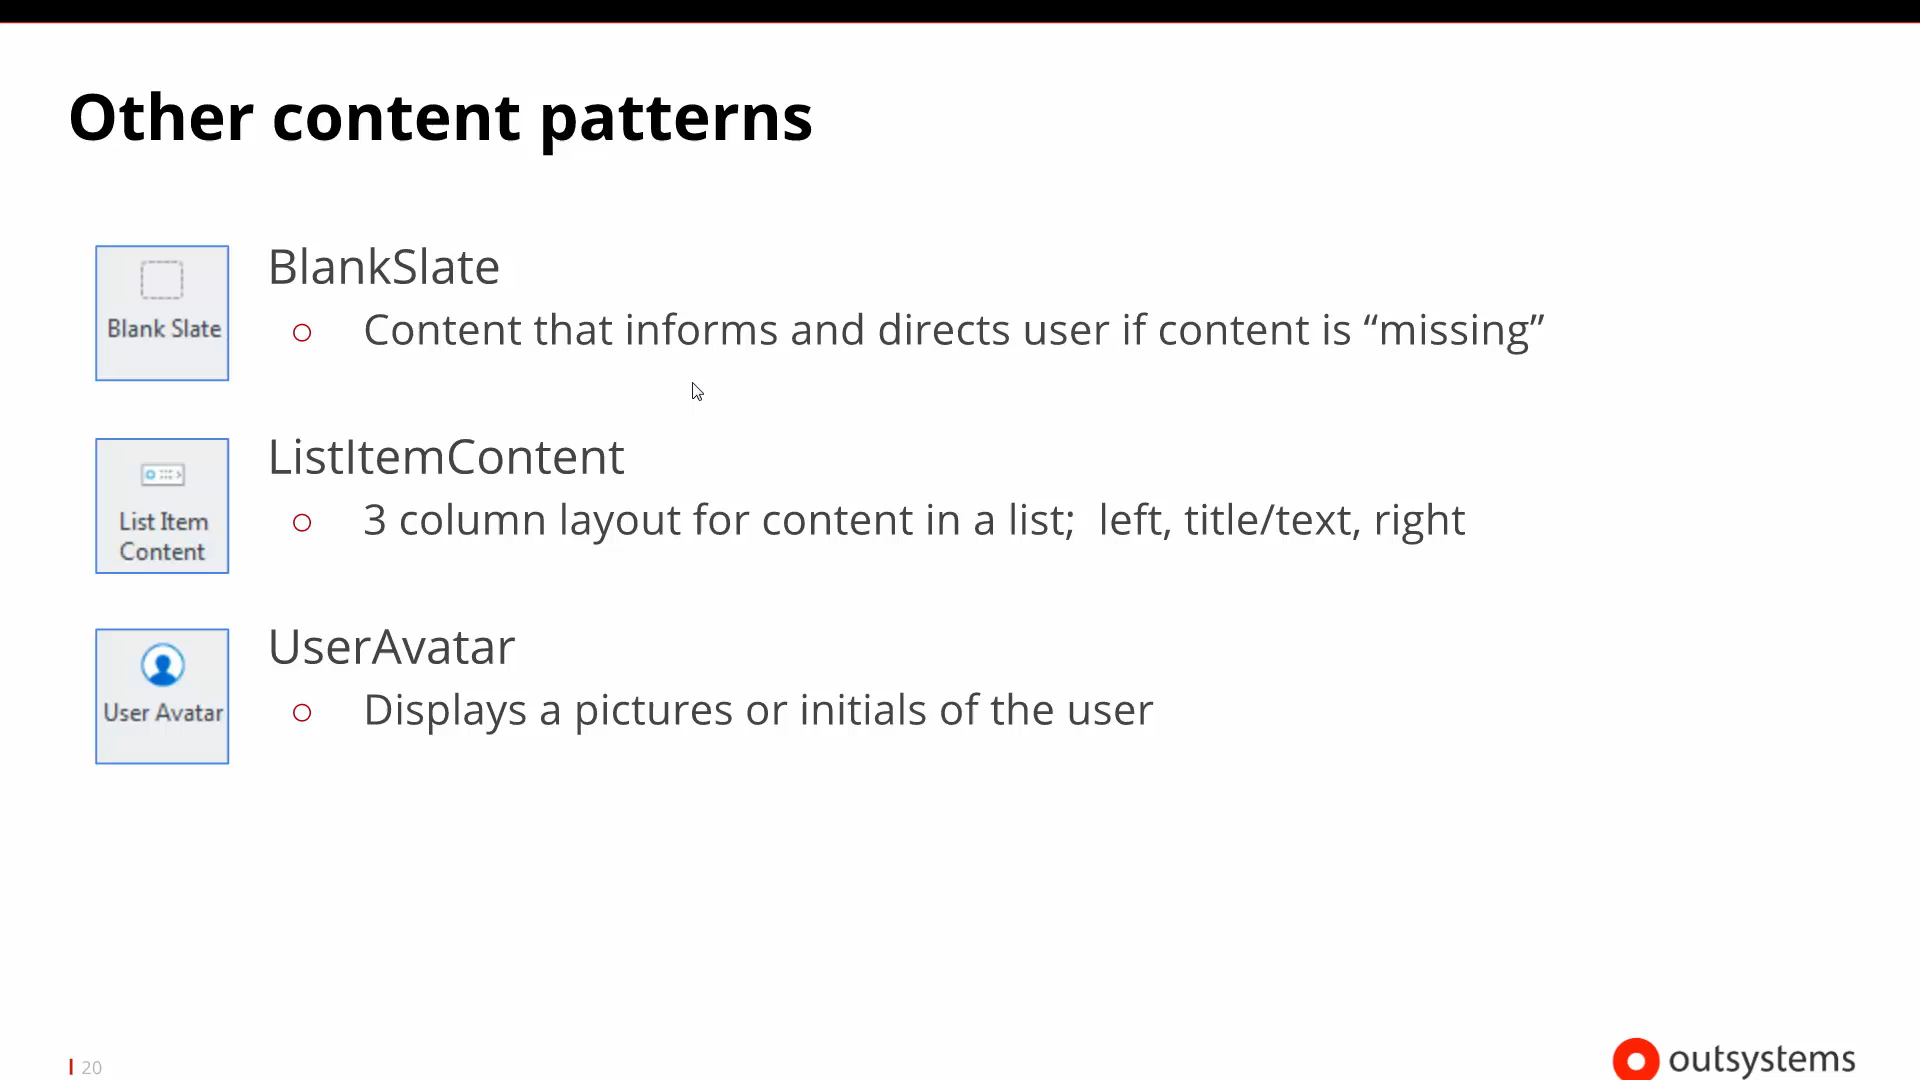 Other content patterns
Blank Slate
BlankSlate
Content that informs and directs user if content is “missing”
List Item
Content
ListItemContent
3 column layout for content in a list;  left, title/text, right
User Avatar
UserAvatar
Displays a pictures or initials of the user
20
outsystems